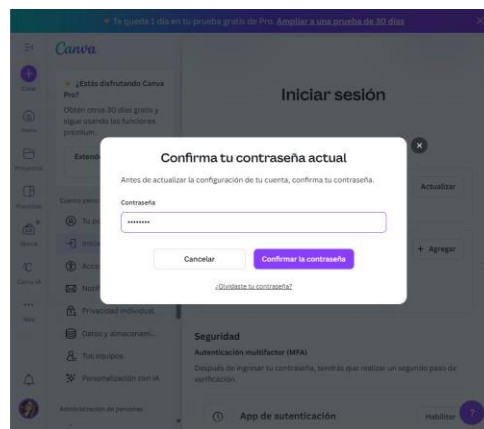 Te queda 1 día en tu prueba gratis de Pro. Ampliar a una prueba de 30 días
Canva
Crear
¿Estás disfrutando Canva
Pro?
Obtén otros 30 días gratis y
sigue usando las funciones
premium.
Iniciar sesión
Confirma tu contraseña actual
Antes de actualizar la configuración de tu cuenta, confirma tu contraseña.
Contraseña
••••••••
Cancelar
Confirmar la contraseña
¿Olvidaste tu contraseña?
Actualizar
+ Agregar
Privacidad individual
Datos y almacenami...
Tus equipos
Personalización con IA
Administración de personas
Seguridad
Autenticación multifactor (MFA)
Después de ingresar tu contraseña, tendrás que realizar un segundo paso de
verificación.
App de autenticación
Habilitar
?